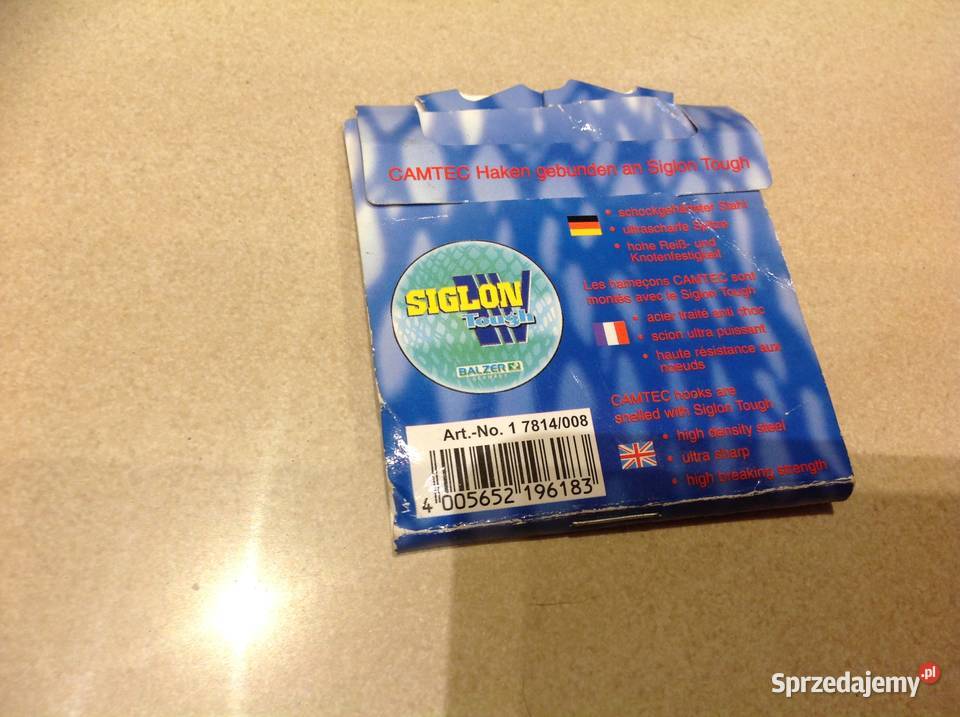 CAMTEC Haken gebunden an Siglon Tough
• schockgehärteter Stahl
• ultrascharfe Spitze
• hohe Reiß- und
Knotenfestigkeit
Les hameçons CAMTEC sont
montés avec le Siglon Tough
• acier traité anti choc
• scion ultra puissant
• haute résistance aux
noeuds
CAMTEC hooks are
snelled with Siglon Tough
• high density steel
• ultra sharp
• high breaking strength
SIGLON V
Tough
BALZER
GERMANY
Art.-No. 1 7814/008
4 005652 196183
Sprzedajemy.pl